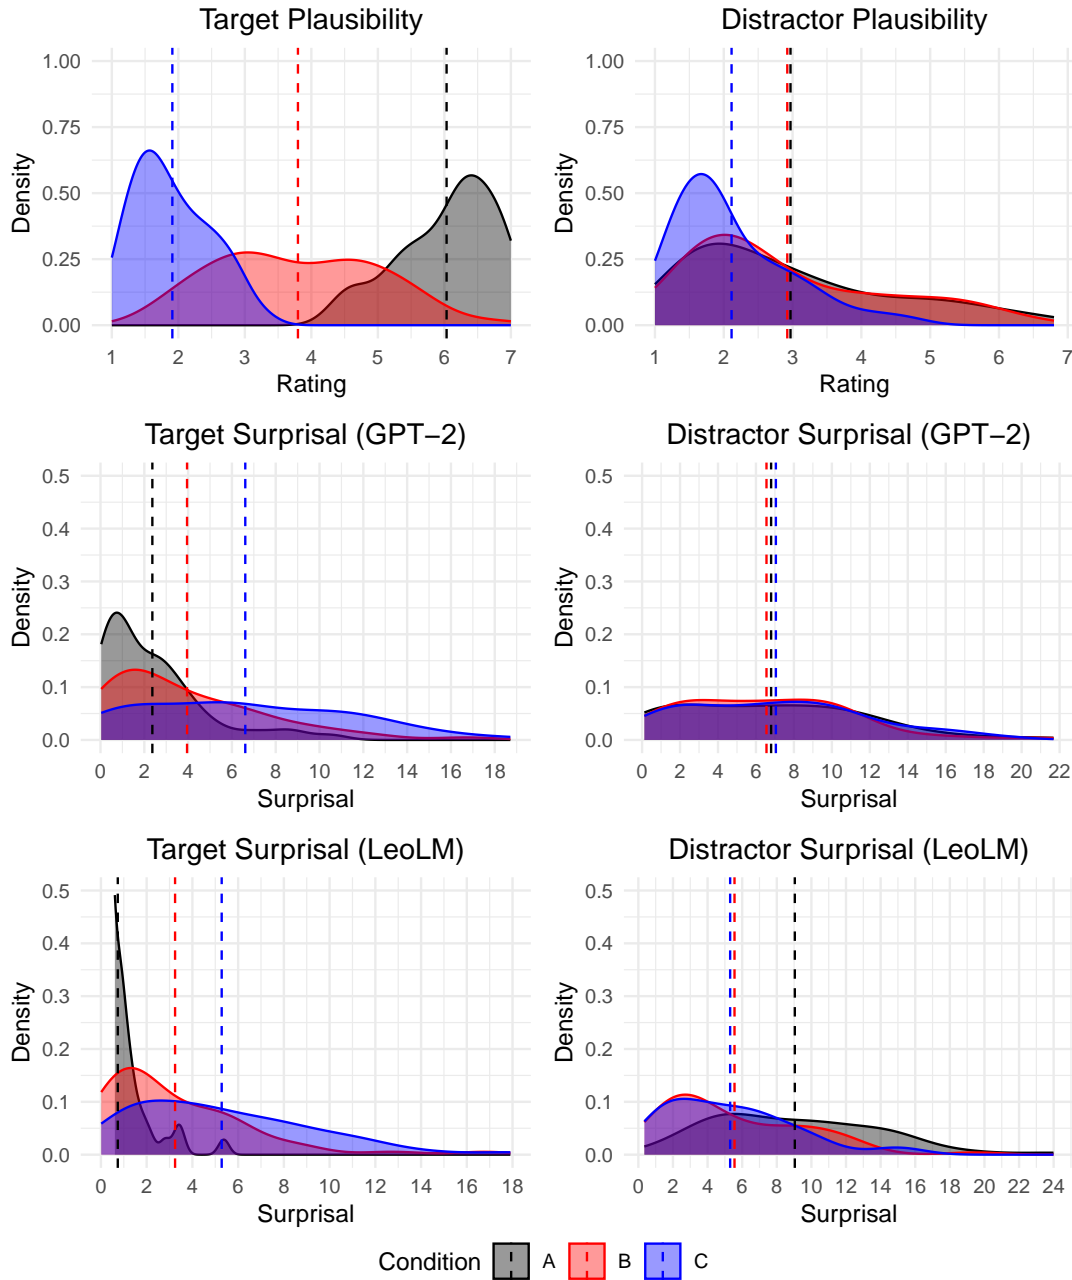 Target Plausibility
Density
1.00
0.75
0.50
0.25
0.00
1 2 3 4 5 6 7
Rating
Distractor Plausibility
Density
1.00
0.75
0.50
0.25
0.00
1 2 3 4 5 6 7
Rating
Target Surprisal (GPT−2)
Density
0.5
0.4
0.3
0.2
0.1
0.0
0 2 4 6 8 10 12 14 16 18
Surprisal
Distractor Surprisal (GPT−2)
Density
0.5
0.4
0.3
0.2
0.1
0.0
0 2 4 6 8 10 12 14 16 18 20 22
Surprisal
Target Surprisal (LeoLM)
Density
0.5
0.4
0.3
0.2
0.1
0.0
0 2 4 6 8 10 12 14 16 18
Surprisal
Distractor Surprisal (LeoLM)
Density
0.5
0.4
0.3
0.2
0.1
0.0
0 2 4 6 8 10 12 14 16 18 20 22 24
Surprisal
Condition A B C